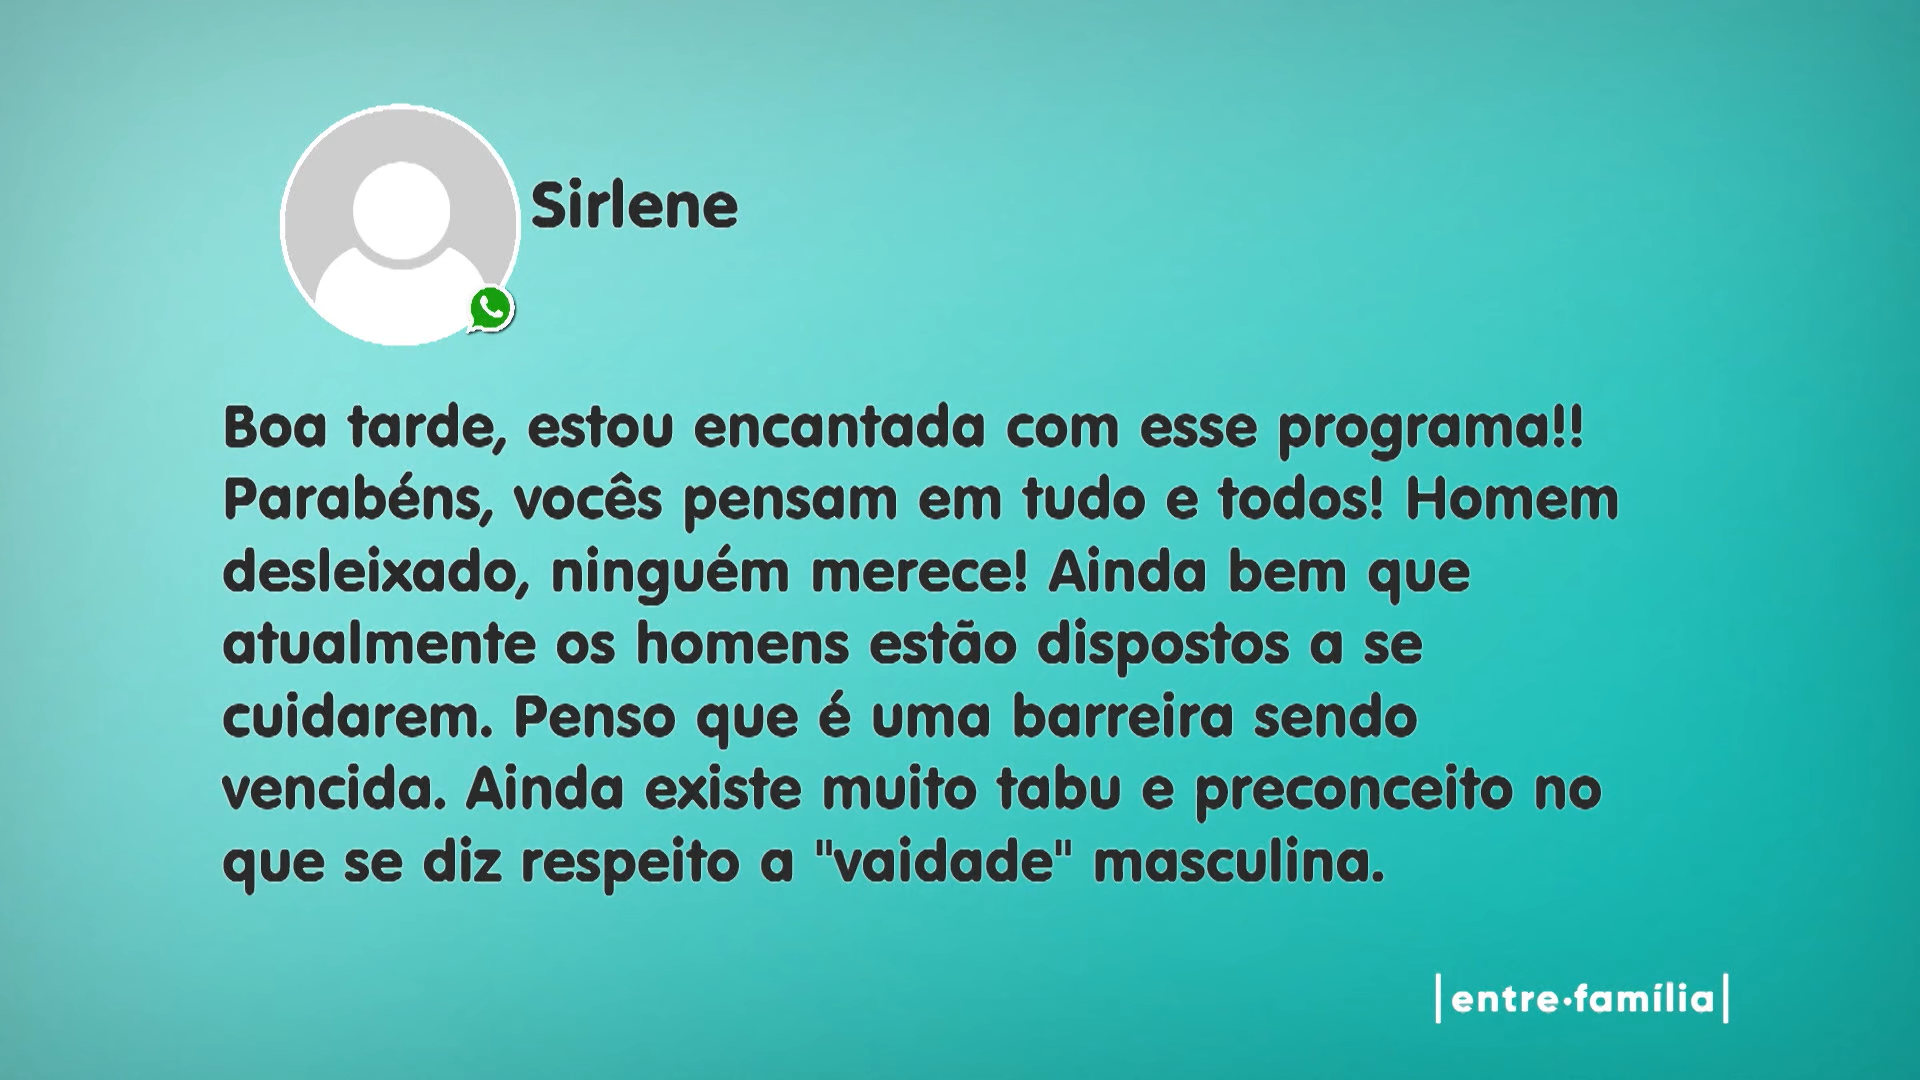 Sirlene
Boa tarde, estou encantada com esse programa!!
Parabéns, vocês pensam em tudo e todos! Homem
desleixado, ninguém merece! Ainda bem que
atualmente os homens estão dispostos a se
cuidarem. Penso que é uma barreira sendo
vencida. Ainda existe muito tabu e preconceito no
que se diz respeito a "vaidade" masculina.
|entre•família|